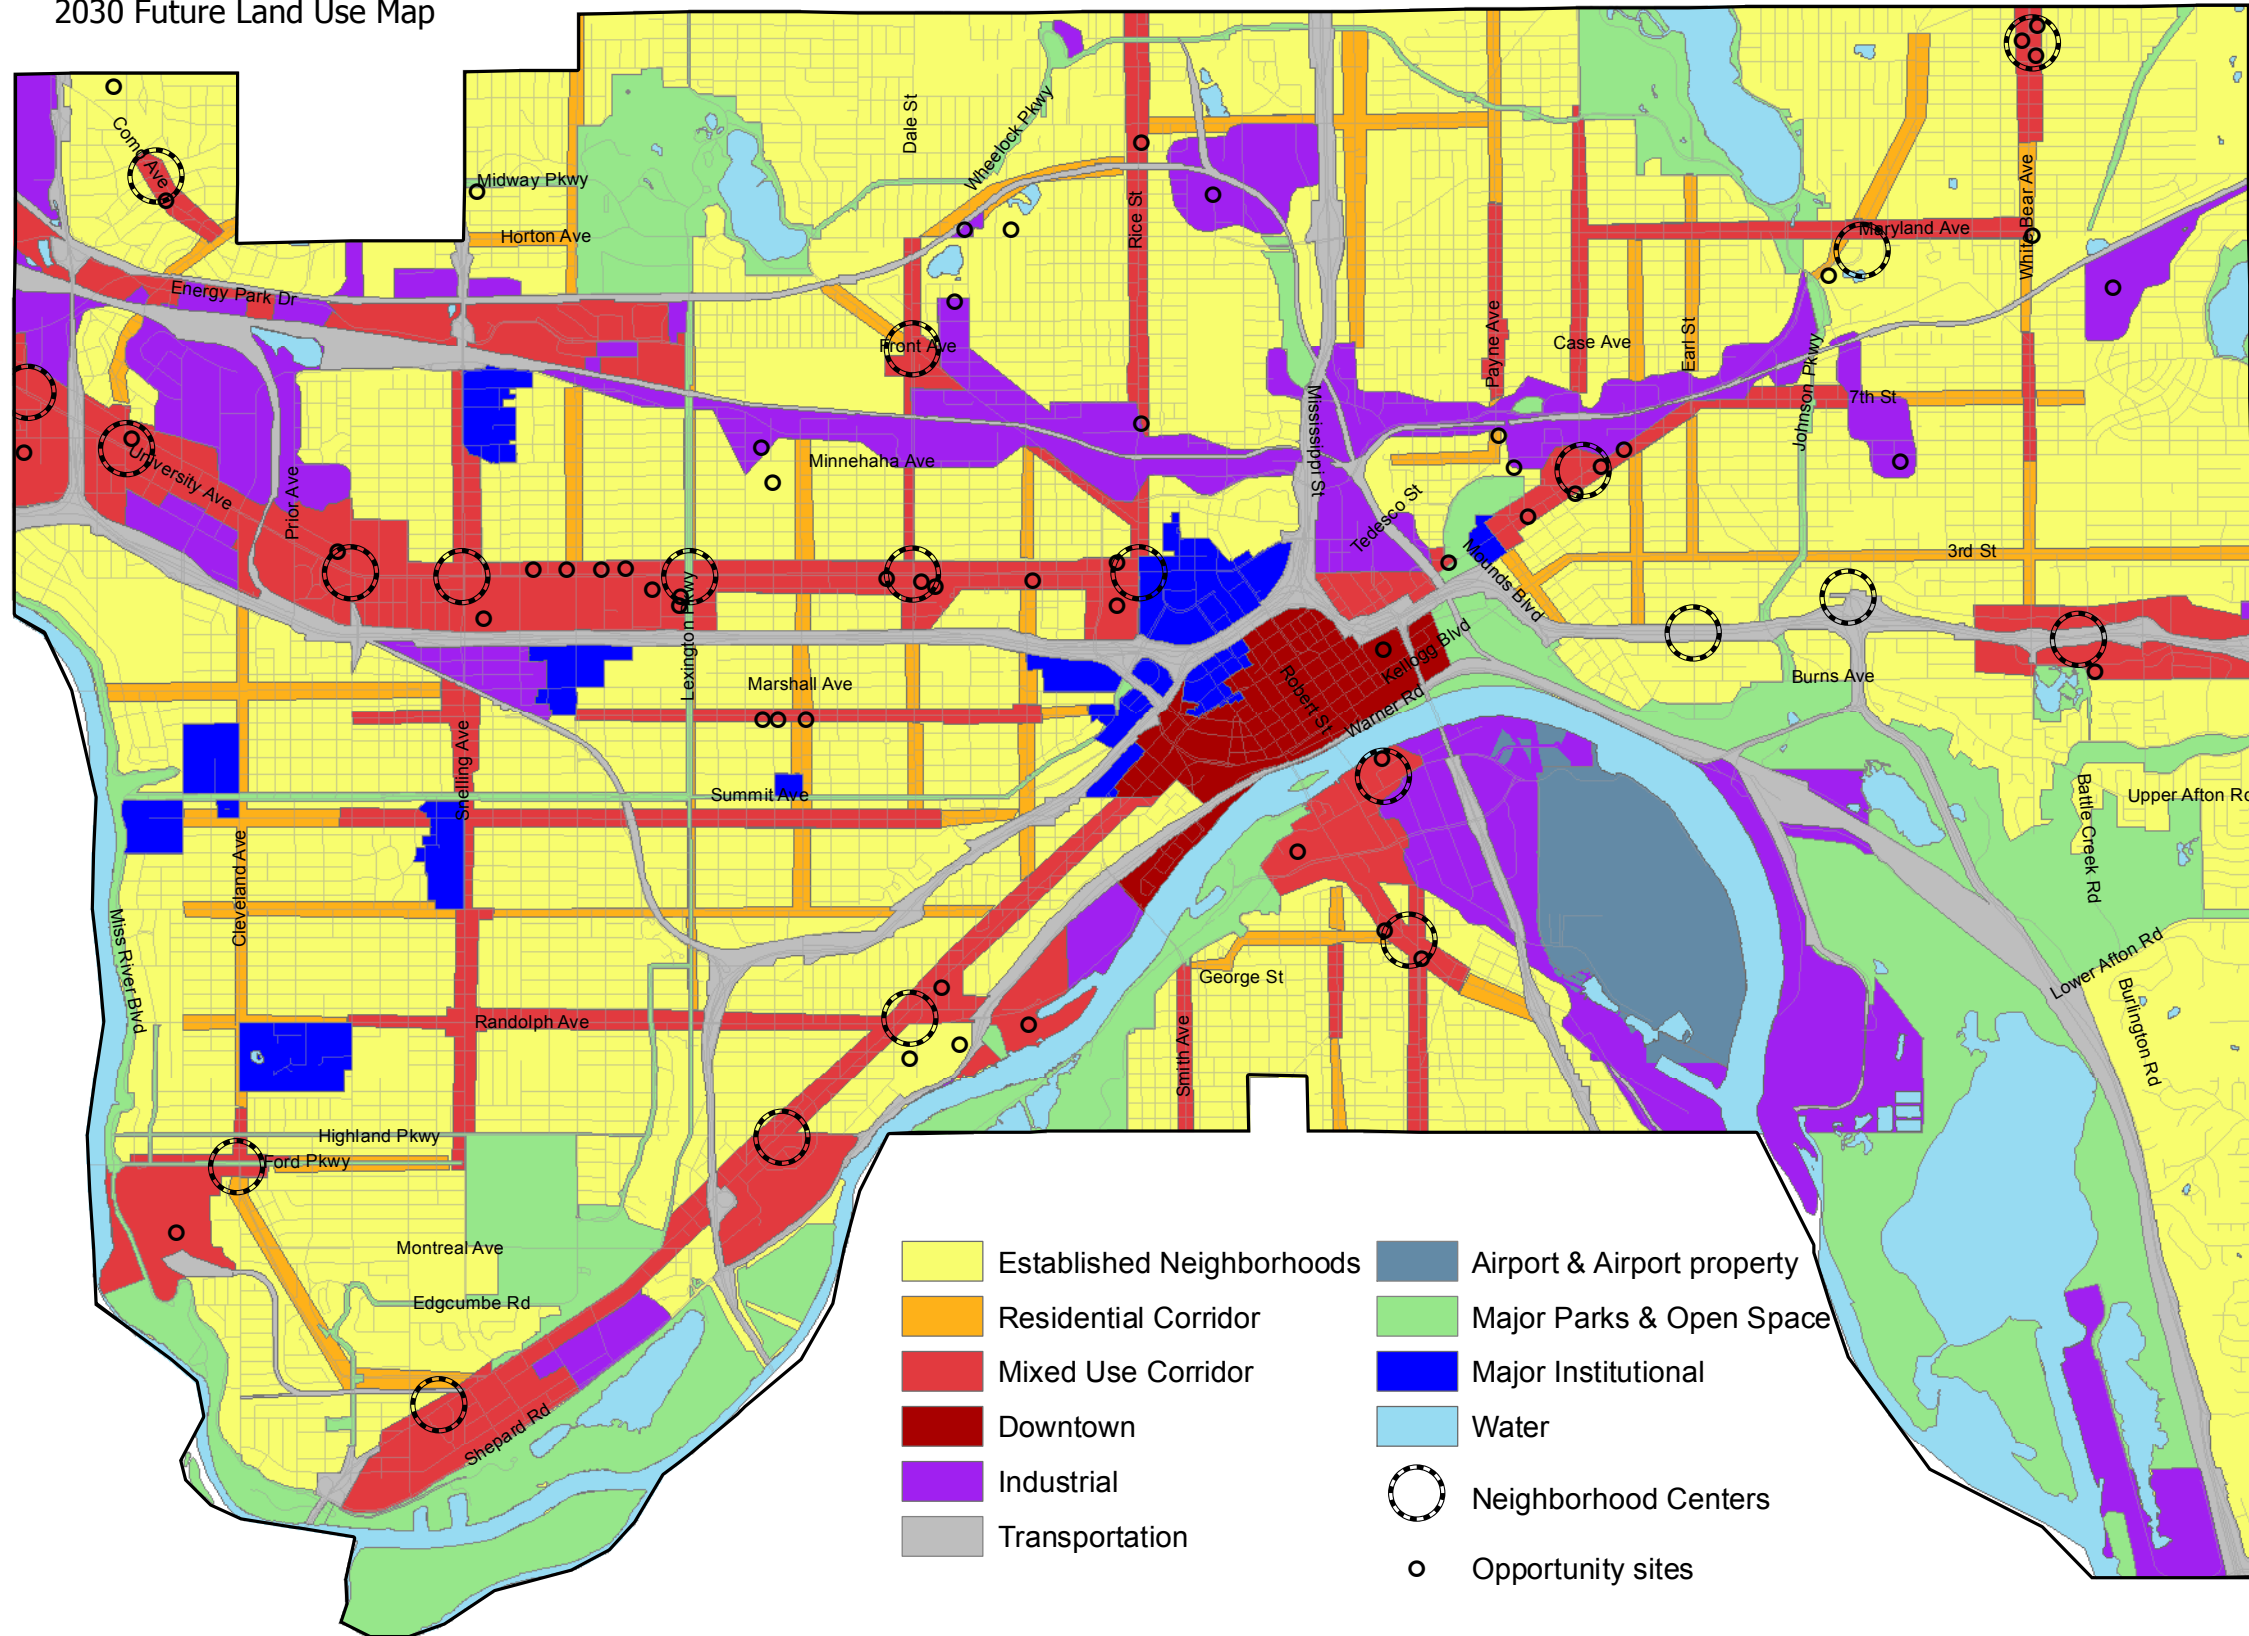 2030 Future Land Use Map
Como Ave
Midway Pkwy
Horton Ave
Dale St
Wheelock Pkwy
Rice St
Energy Park Dr
Front Ave
Payne Ave
Case Ave
Earl St
Maryland Ave
White Bear Ave
Johnson Pkwy
7th St
University Ave
Prior Ave
Minnehaha Ave
Mississippi St
Tedesco St
Mounds Blvd
3rd St
Lexington Pkwy
Marshall Ave
Kellogg Blvd
Robert St
Warner Rd
Burns Ave
Snelling Ave
Summit Ave
Battle Creek Rd
Upper Afton Rd
Cleveland Ave
Miss River Blvd
George St
Lower Afton Rd
Burlington Rd
Randolph Ave
Smith Ave
Highland Pkwy
Ford Pkwy
Montreal Ave
Edgcumbe Rd
Shepard Rd
Established Neighborhoods
Residential Corridor
Mixed Use Corridor
Downtown
Industrial
Transportation
Airport & Airport property
Major Parks & Open Space
Major Institutional
Water
Neighborhood Centers
Opportunity sites